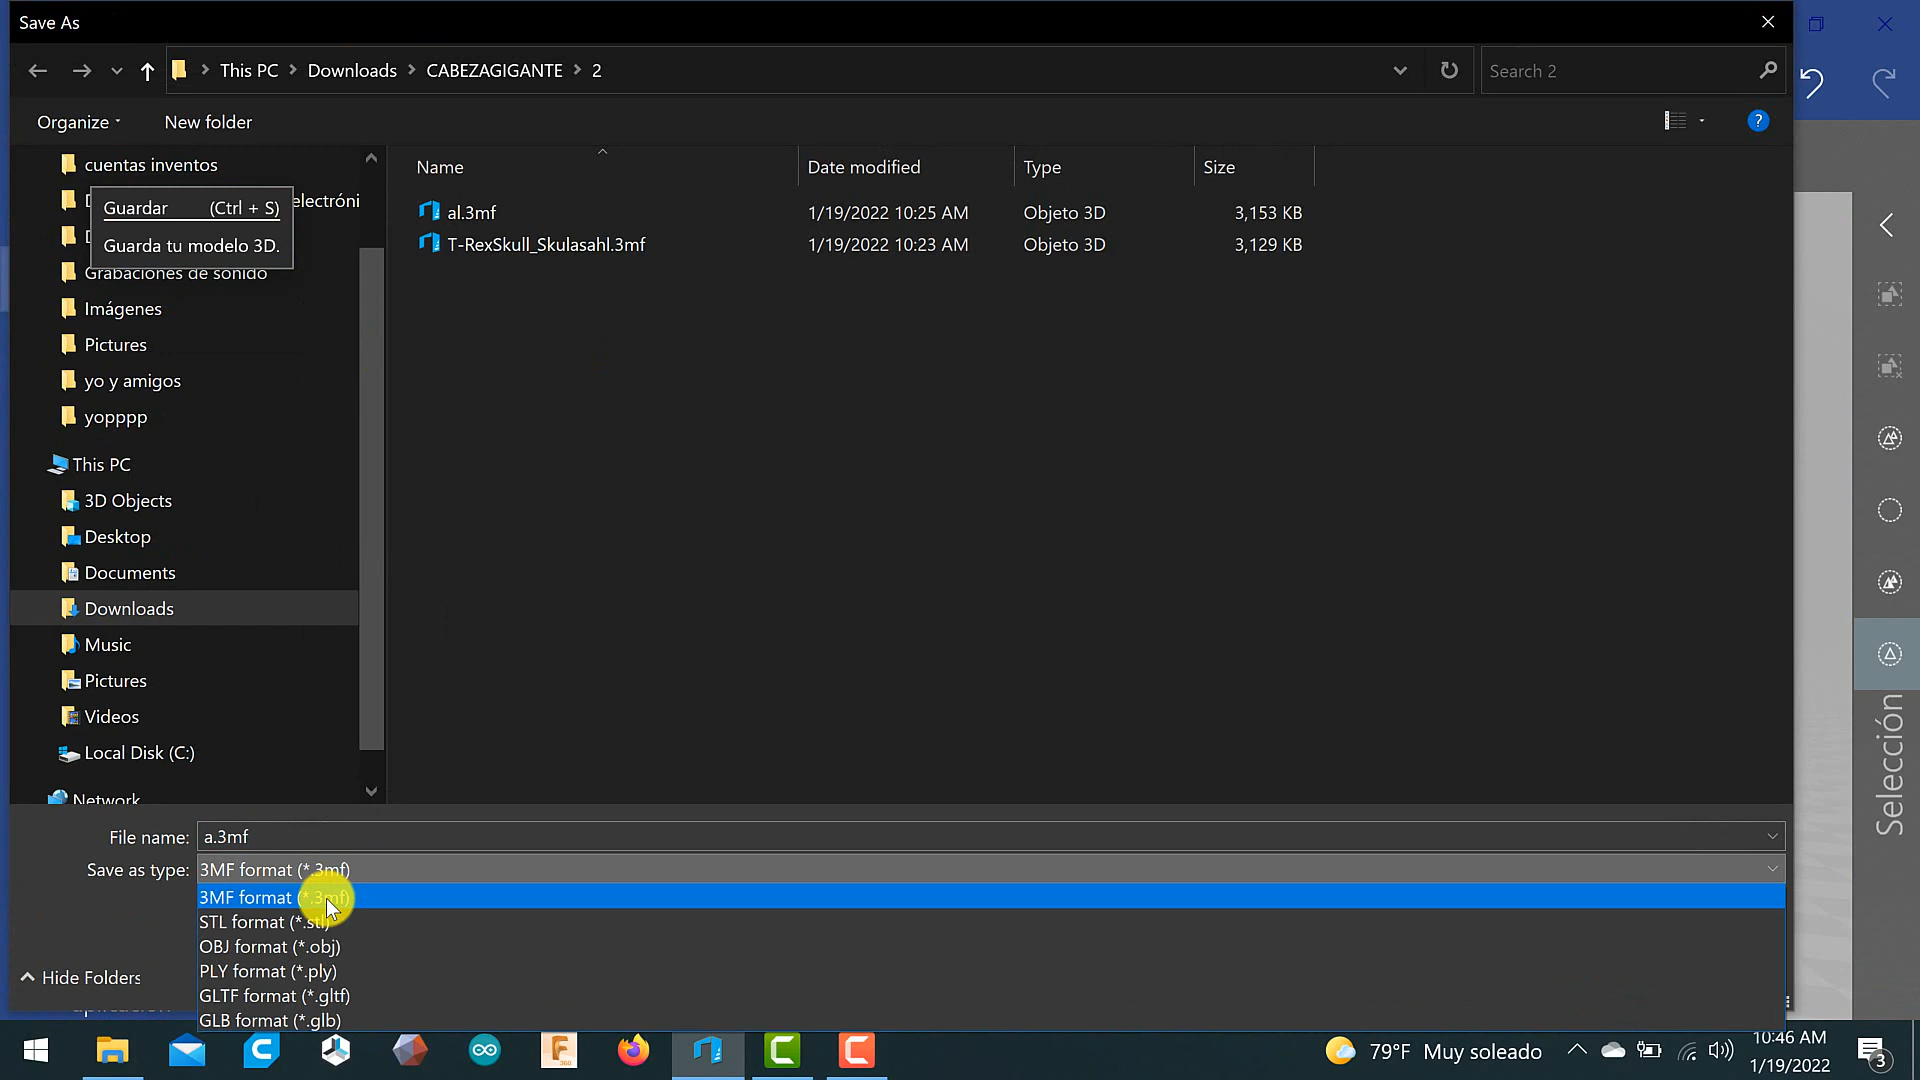 Save As
This PC
Downloads
CABEZAGIGANTE
2
Search 2
Organize
New folder
?
Name
Date modified
Type
Size
al.3mf
1/19/2022 10:25 AM
Objeto 3D
3,153 KB
T-RexSkull_Skulasahl.3mf
1/19/2022 10:23 AM
Objeto 3D
3,129 KB
cuentas inventos
electróni
Guardar (Ctrl + S)
Guarda tu modelo 3D.
Grabaciones de sonido
Imágenes
Pictures
yo y amigos
yopppp
This PC
3D Objects
Desktop
Documents
Downloads
Music
Pictures
Videos
Local Disk (C:)
Network
File name:
a.3mf
Save as type:
3MF format (*.3mf)
3MF format (*.3mf)
STL format (*.stl)
OBJ format (*.obj)
PLY format (*.ply)
GLTF format (*.gltf)
GLB format (*.glb)
Hide Folders
Selección
79°F Muy soleado
10:46 AM
1/19/2022
3